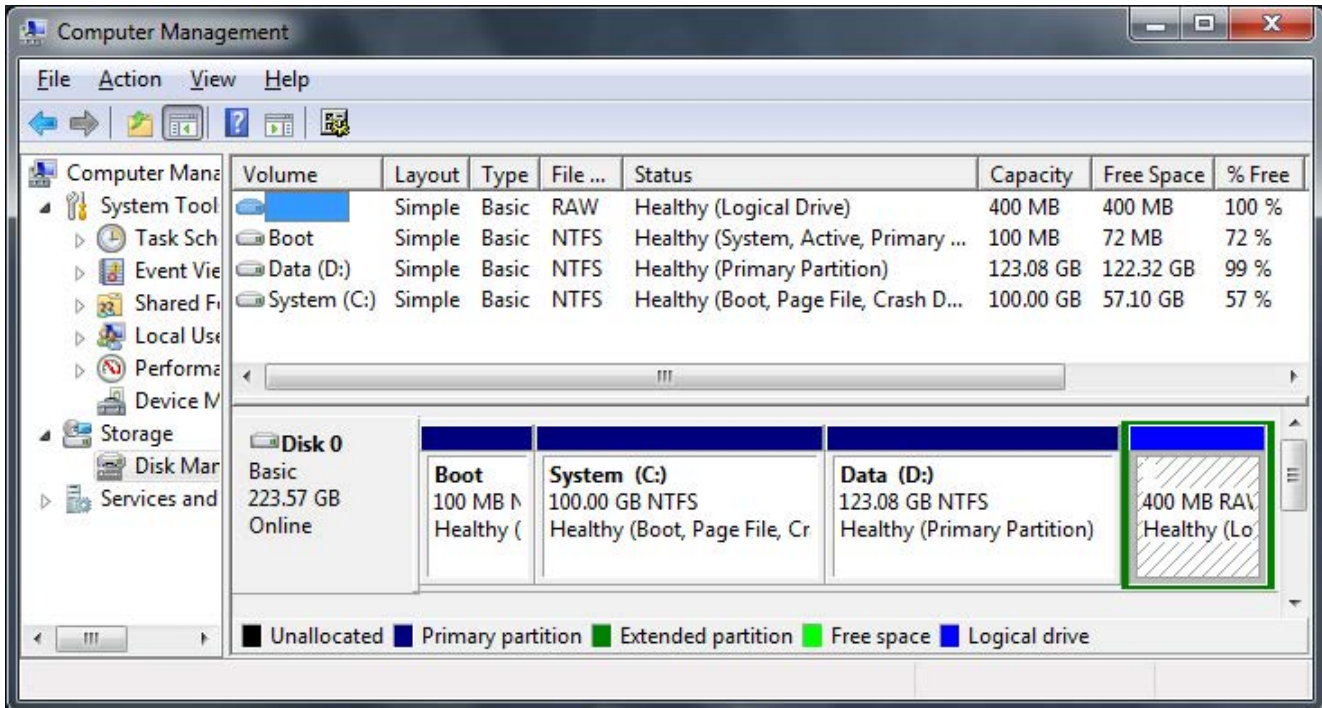 Computer Management
File Action View Help
Computer Mana
System Tool
Task Sch
Event Vie
Shared Fo
Local Use
Performa
Device M
Storage
Disk Mar
Services and
Volume Layout Type File ... Status Capacity Free Space % Free
Simple Basic RAW Healthy (Logical Drive) 400 MB 400 MB 100 %
Boot Simple Basic NTFS Healthy (System, Active, Primary ... 100 MB 72 MB 72 %
Data (D:) Simple Basic NTFS Healthy (Primary Partition) 123.08 GB 122.32 GB 99 %
System (C:) Simple Basic NTFS Healthy (Boot, Page File, Crash D... 100.00 GB 57.10 GB 57 %
Disk 0
Basic
223.57 GB
Online
Boot
100 MB N
Healthy (
System (C:)
100.00 GB NTFS
Healthy (Boot, Page File, Cr
Data (D:)
123.08 GB NTFS
Healthy (Primary Partition)
400 MB RAW
Healthy (Lo
Unallocated Primary partition Extended partition Free space Logical drive